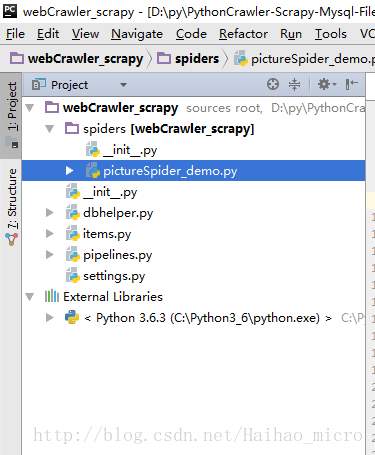 webCrawler_scrapy - [D:\py\PythonCrawler-Scrapy-Mysql-File
File Edit View Navigate Code Refactor Run Tools VC
webCrawler_scrapy spiders pictureSpider_demo.p
Project
webCrawler_scrapy sources root, D:\py\PythonCra
spiders [webCrawler_scrapy]
__init__.py
pictureSpider_demo.py
__init__.py
dbhelper.py
items.py
pipelines.py
settings.py
External Libraries
< Python 3.6.3 (C:\Python3_6\python.exe) > C:\P
1: Project
7: Structure
http://blog.csdn.net/Haihao_micro